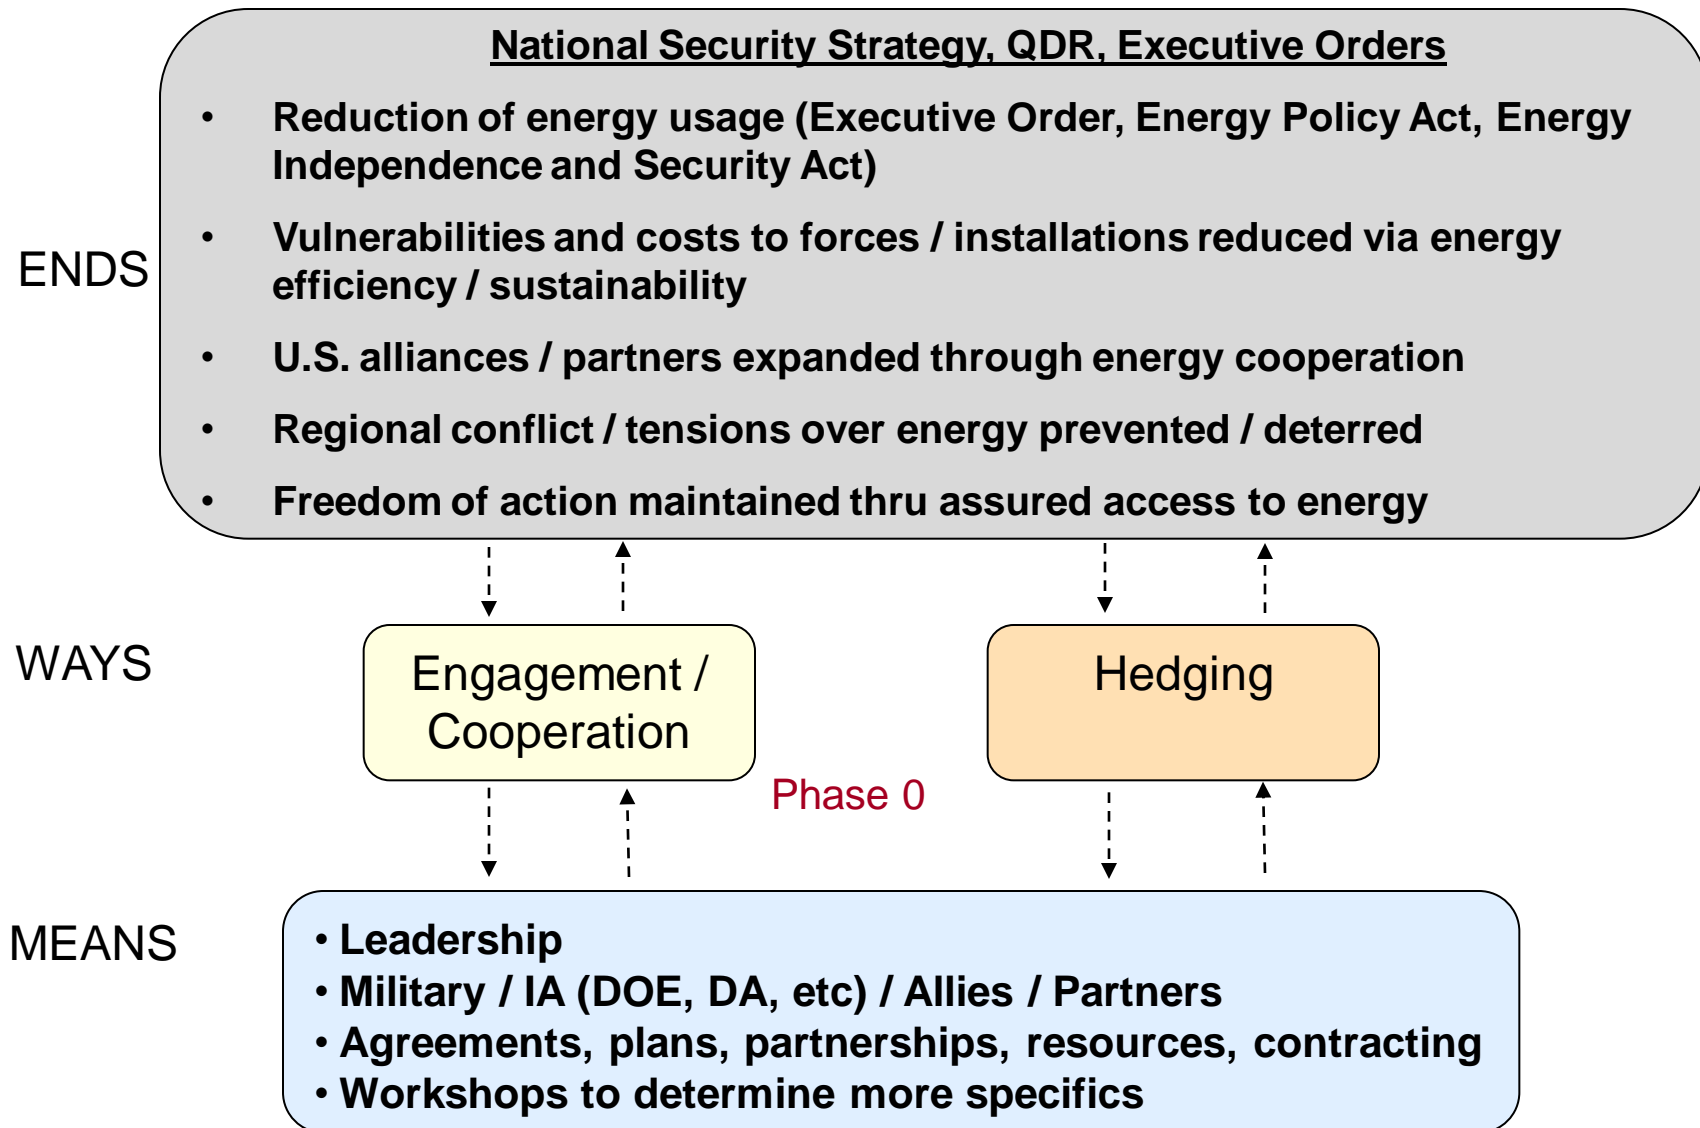 National Security Strategy, QDR, Executive Orders
• Reduction of energy usage (Executive Order, Energy Policy Act, Energy
Independence and Security Act)
• Vulnerabilities and costs to forces / installations reduced via energy
efficiency / sustainability
ENDS
• U.S. alliances / partners expanded through energy cooperation
• Regional conflict / tensions over energy prevented / deterred
• Freedom of action maintained thru assured access to energy
WAYS
Engagement /
Cooperation
Hedging
Phase 0
MEANS
• Leadership
• Military / IA (DOE, DA, etc) / Allies / Partners
• Agreements, plans, partnerships, resources, contracting
• Workshops to determine more specifics